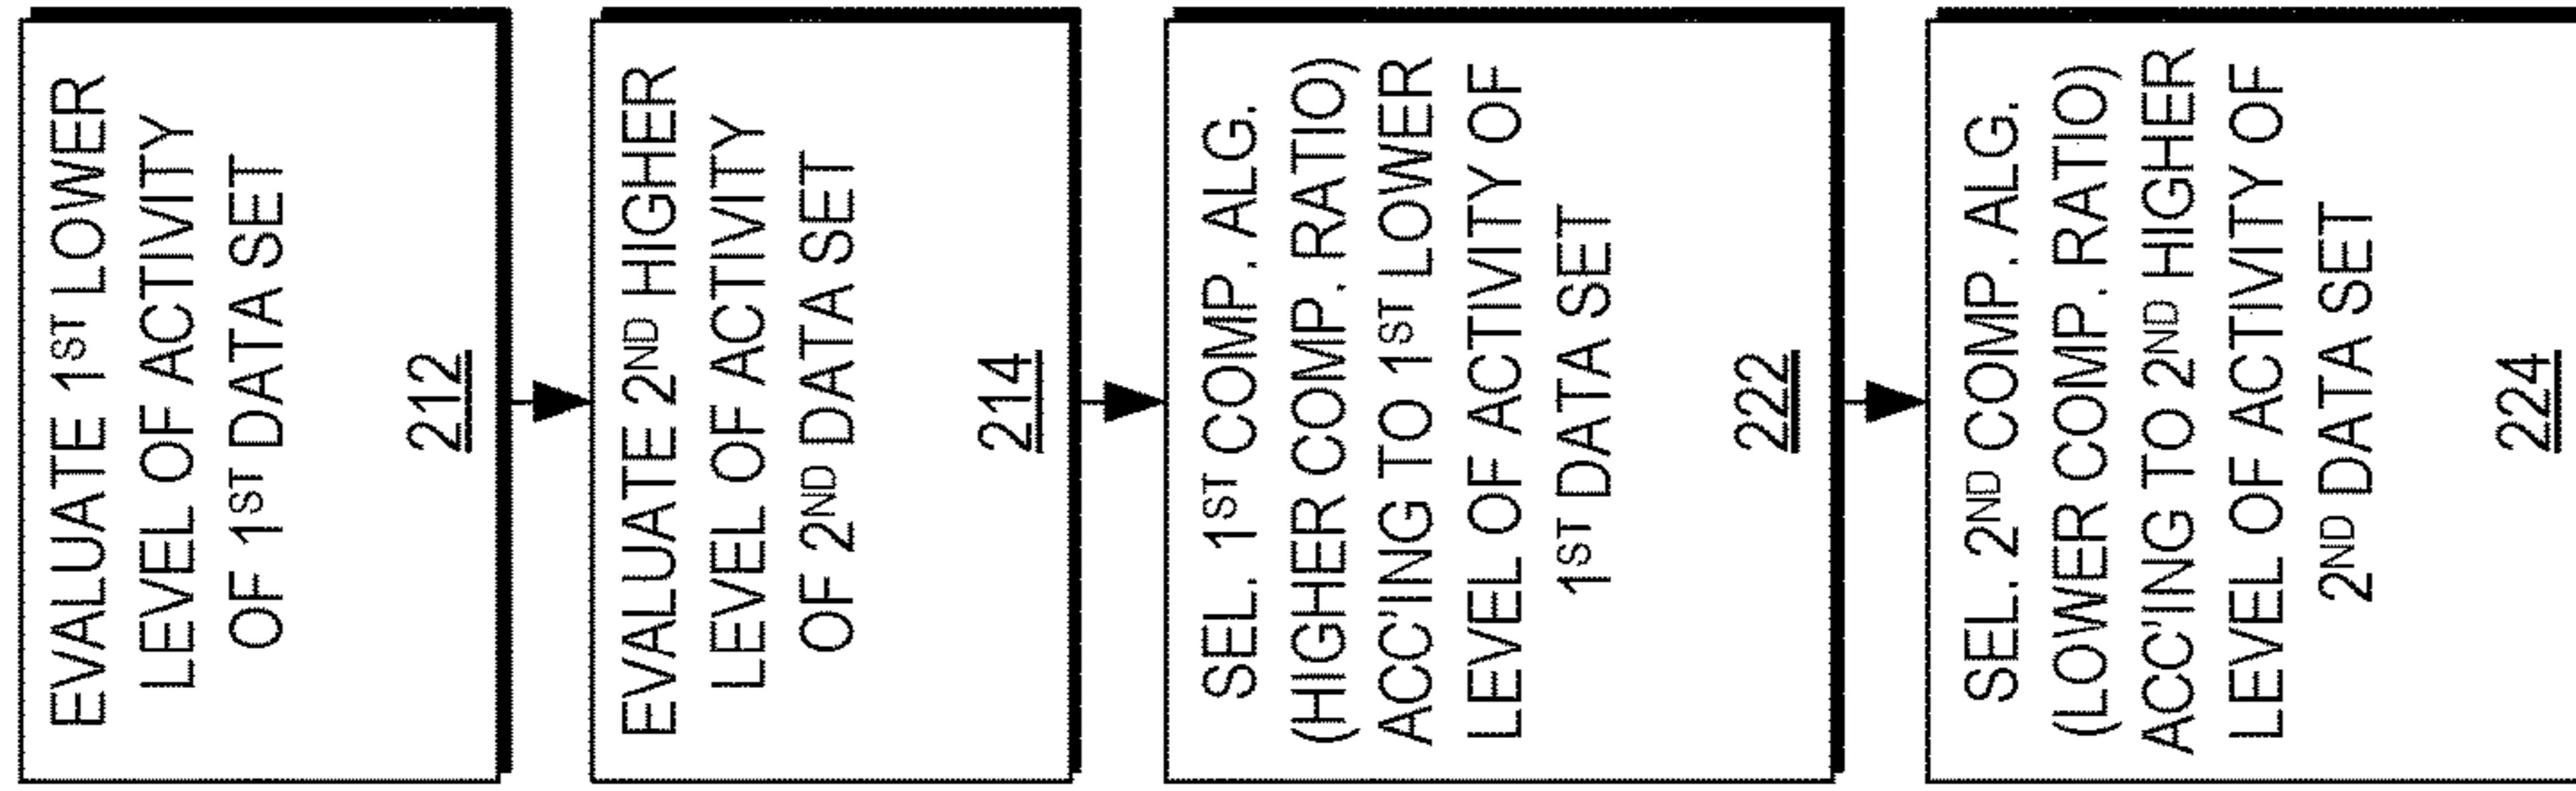 EVALUATE 1ST LOWER
LEVEL OF ACTIVITY
OF 1ST DATA SET
212
EVALUATE 2ND HIGHER
LEVEL OF ACTIVITY
OF 2ND DATA SET
214
SEL. 1ST COMP. ALG.
(HIGHER COMP. RATIO)
ACC'ING TO 1ST LOWER
LEVEL OF ACTIVITY OF
1ST DATA SET
222
SEL. 2ND COMP. ALG.
(LOWER COMP. RATIO)
ACC'ING TO 2ND HIGHER
LEVEL OF ACTIVITY OF
2ND DATA SET
224